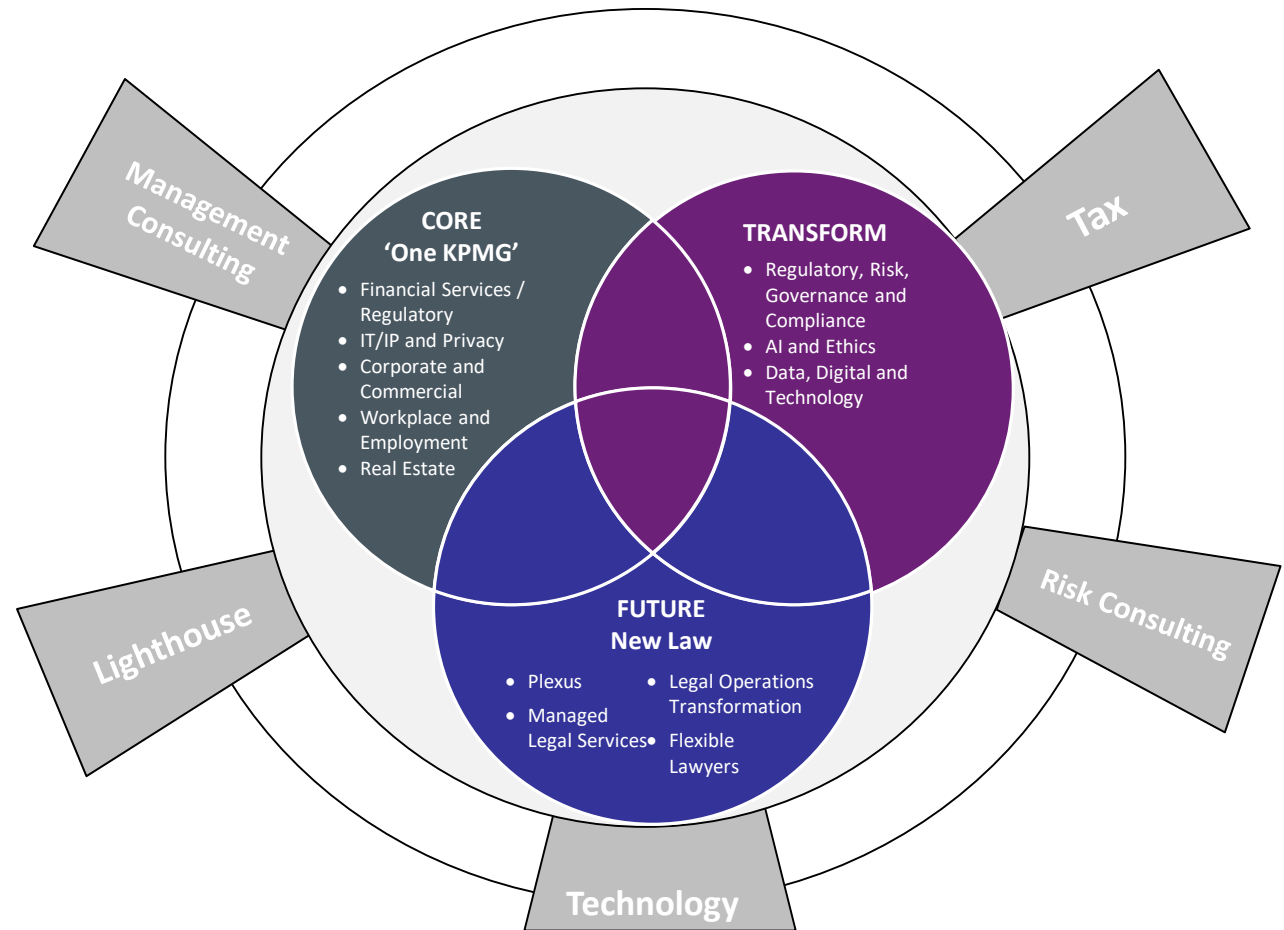 Management
Consulting
Tax
CORE
‘One KPMG’
• Financial Services /
Regulatory
• IT/IP and Privacy
• Corporate and
Commercial
• Workplace and
Employment
• Real Estate
TRANSFORM
• Regulatory, Risk,
Governance and
Compliance
• AI and Ethics
• Data, Digital and
Technology
Lighthouse
Risk Consulting
FUTURE
New Law
• Plexus
• Managed
Legal Services
• Legal Operations
Transformation
• Flexible
Lawyers
Technology